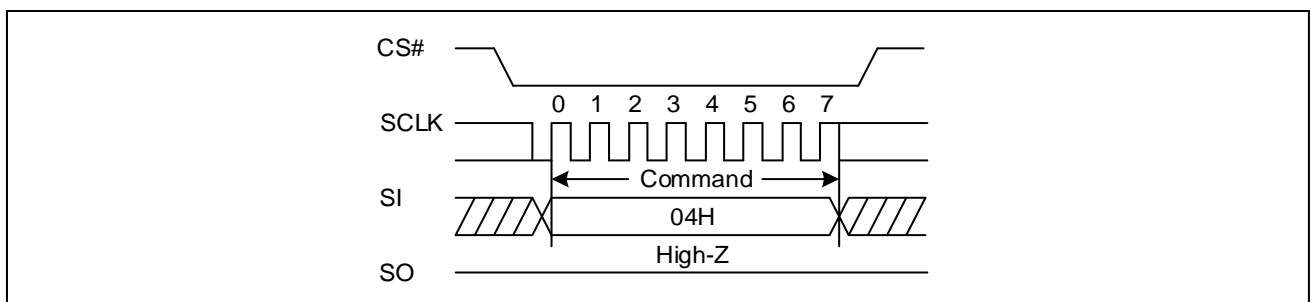 CS#
0 1 2 3 4 5 6 7
SCLK
Command
SI
04H
High-Z
SO